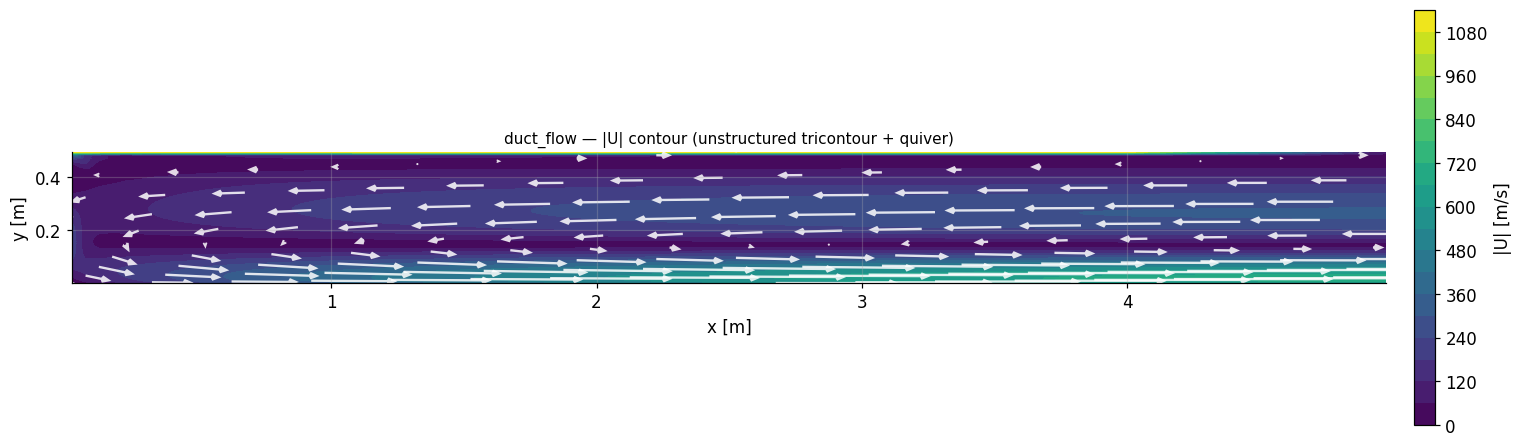 duct_flow — |U| contour (unstructured tricontour + quiver)
y [m]
0.4
0.2
1 2 3 4
x [m]
1080
960
840
720
600
480
360
240
120
0
|U| [m/s]